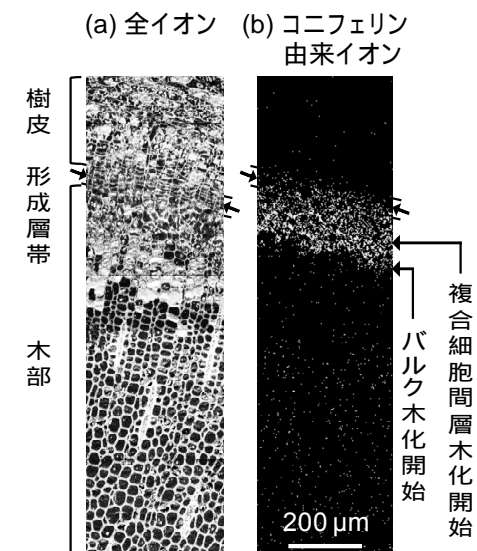 (a) 全イオン
(b) コニフェリン
由来イオン
樹皮
形成層帯
木部
複合細胞間層木化開始
バルク木化開始
200 µm